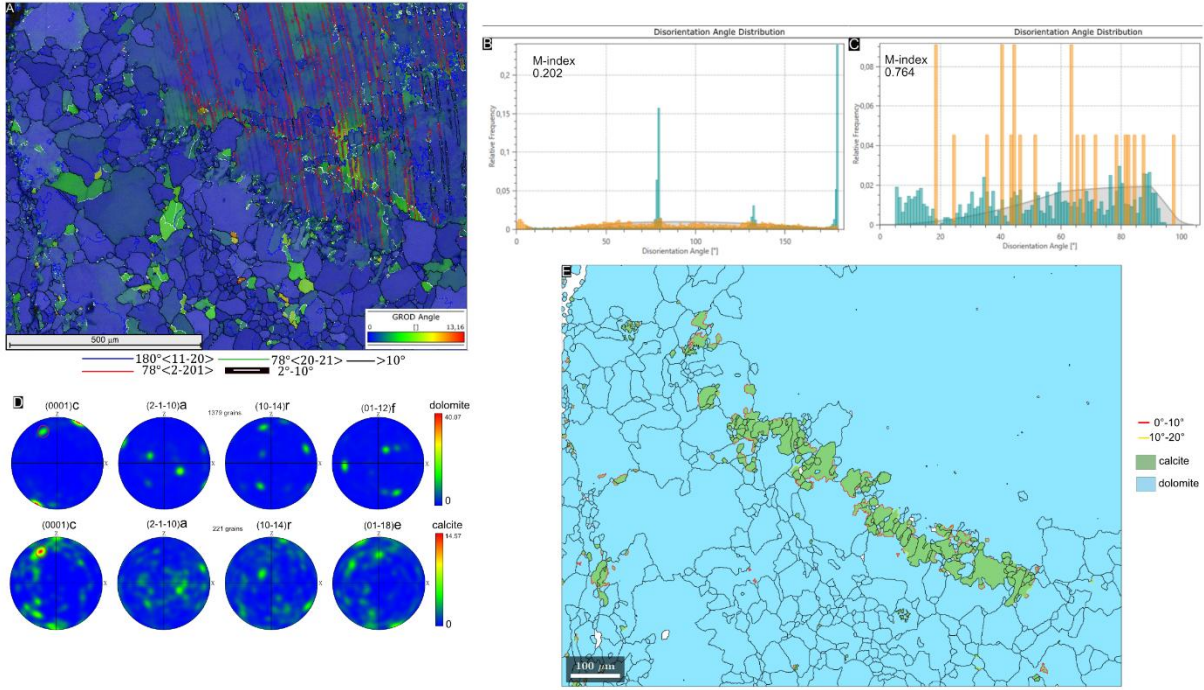 A
GROD Angle
0 [] 13,16
500 µm
180°<11-20> 78°<20-21> >10°
78°<2-201> 2°-10°
B
Disorientation Angle Distribution
M-index
0.202
Relative Frequency
0,2
0,15
0,1
0,05
0
0 50 100 150
Disorientation Angle [°]
C
Disorientation Angle Distribution
M-index
0.764
Relative Frequency
0,08
0,06
0,04
0,02
0
0 20 40 60 80 100
Disorientation Angle [°]
D
(0001)c (2-1-10)a (10-14)r (01-12)f dolomite
1379 grains
Z Z Z Z
X X X X
40.07
0
(0001)c (2-1-10)a (10-14)r (01-18)e calcite
221 grains
Z Z Z Z
X X X X
14.57
0
E
0°-10°
10°-20°
calcite
dolomite
100 µm